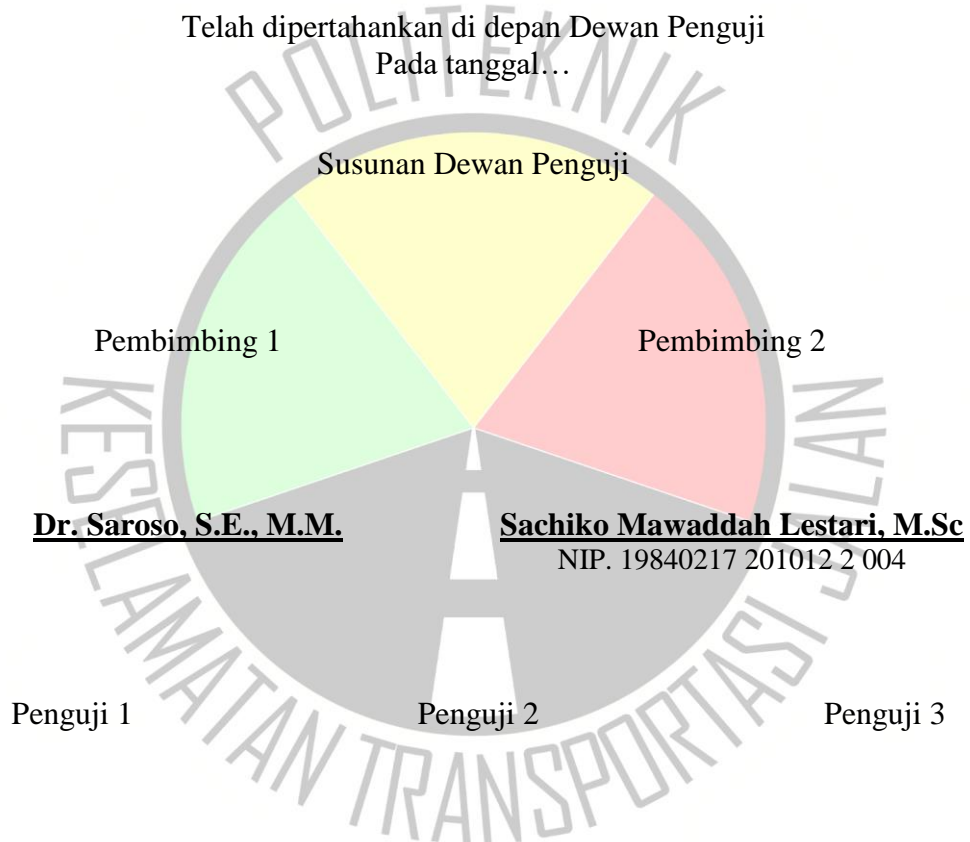 Telah dipertahankan di depan Dewan Penguji
Pada tanggal…
Susunan Dewan Penguji
Pembimbing 1 Pembimbing 2
Dr. Saroso, S.E., M.M. Sachiko Mawaddah Lestari, M.Sc
NIP. 19840217 201012 2 004
Penguji 1 Penguji 2 Penguji 3
POLITEKNIK
KESELAMATAN TRANSPORTASI JALAN